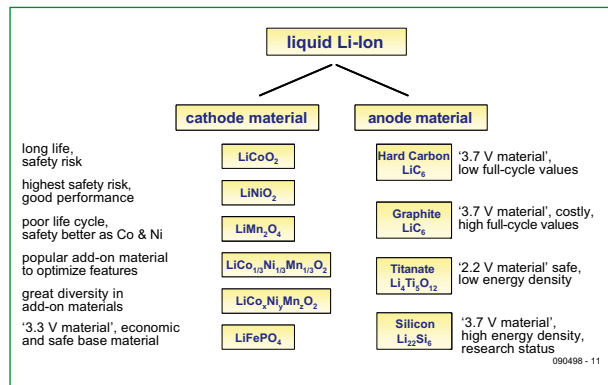 liquid Li-Ion
cathode material
anode material
long life,
safety risk
LiCoO₂
highest safety risk,
good performance
LiNiO₂
poor life cycle,
safety better as Co & Ni
LiMn₂O₄
popular add-on material
to optimize features
LiCo₁/₃Ni₁/₃Mn₁/₃O₂
great diversity in
add-on materials
LiCoₓNiᵧMn_zO₂
‘3.3 V material’, economic
and safe base material
LiFePO₄
Hard Carbon
LiC₆
‘3.7 V material’,
low full-cycle values
Graphite
LiC₆
‘3.7 V material’, costly,
high full-cycle values
Titanate
Li₄Ti₅O₁₂
‘2.2 V material’ safe,
low energy density
Silicon
Li₂₂Si₆
‘3.7 V material’,
high energy density,
research status
090498 - 11